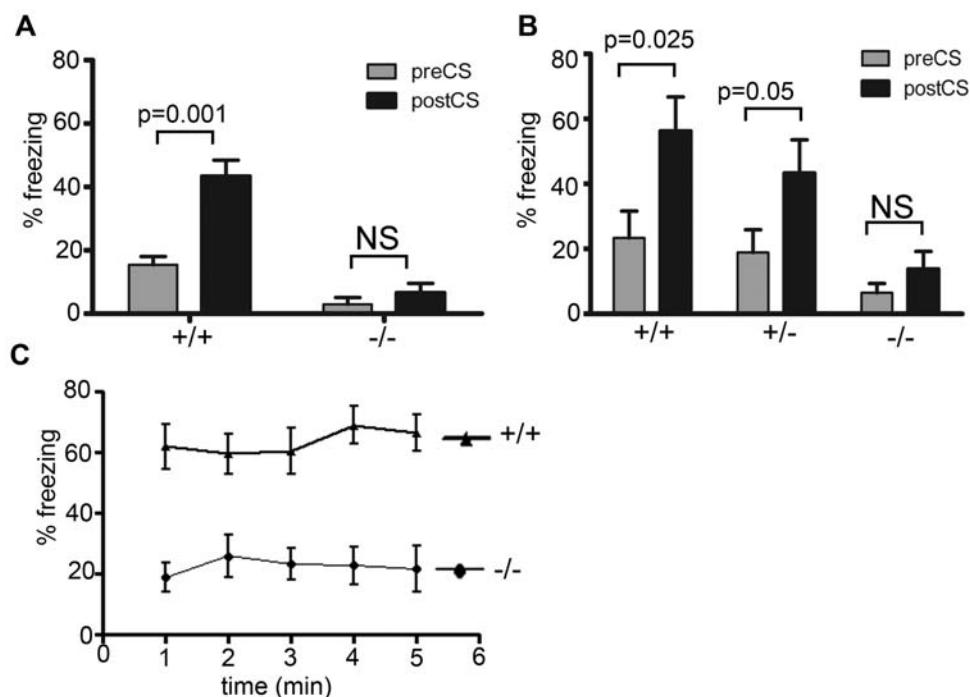 A
80
60
40
20
0
% freezing
p=0.001
NS
preCS
postCS
+/+
-/-
B
80
60
40
20
0
% freezing
p=0.025
p=0.05
NS
preCS
postCS
+/+
+/-
-/-
C
80
60
40
20
0
% freezing
+/+
-/-
0 1 2 3 4 5 6
time (min)